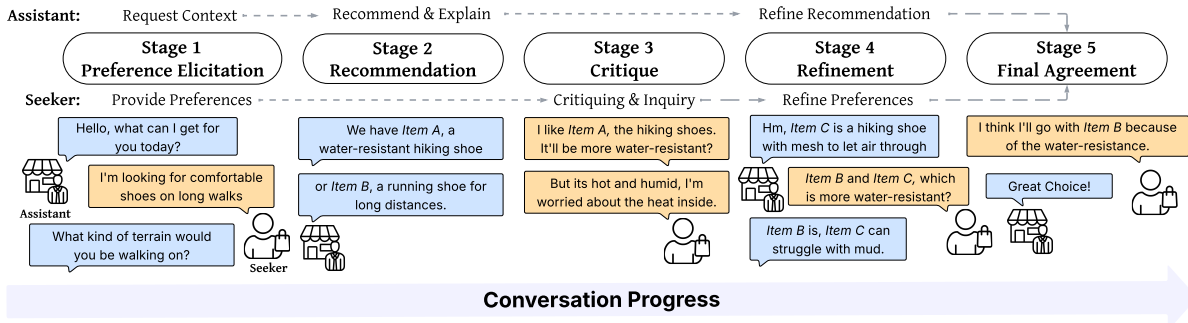 Assistant: Request Context Recommend & Explain Refine Recommendation
Stage 1
Preference Elicitation
Stage 2
Recommendation
Stage 3
Critique
Stage 4
Refinement
Stage 5
Final Agreement
Seeker: Provide Preferences Critiquing & Inquiry Refine Preferences
Hello, what can I get for
you today?
I'm looking for comfortable
shoes on long walks
Assistant
What kind of terrain would
you be walking on?
Seeker
We have Item A, a
water-resistant hiking shoe
or Item B, a running shoe for
long distances.
I like Item A, the hiking shoes.
It'll be more water-resistant?
But its hot and humid, I'm
worried about the heat inside.
Hm, Item C is a hiking shoe
with mesh to let air through
Item B and Item C, which
is more water-resistant?
Item B is, Item C can
struggle with mud.
I think I'll go with Item B because
of the water-resistance.
Great Choice!
Conversation Progress